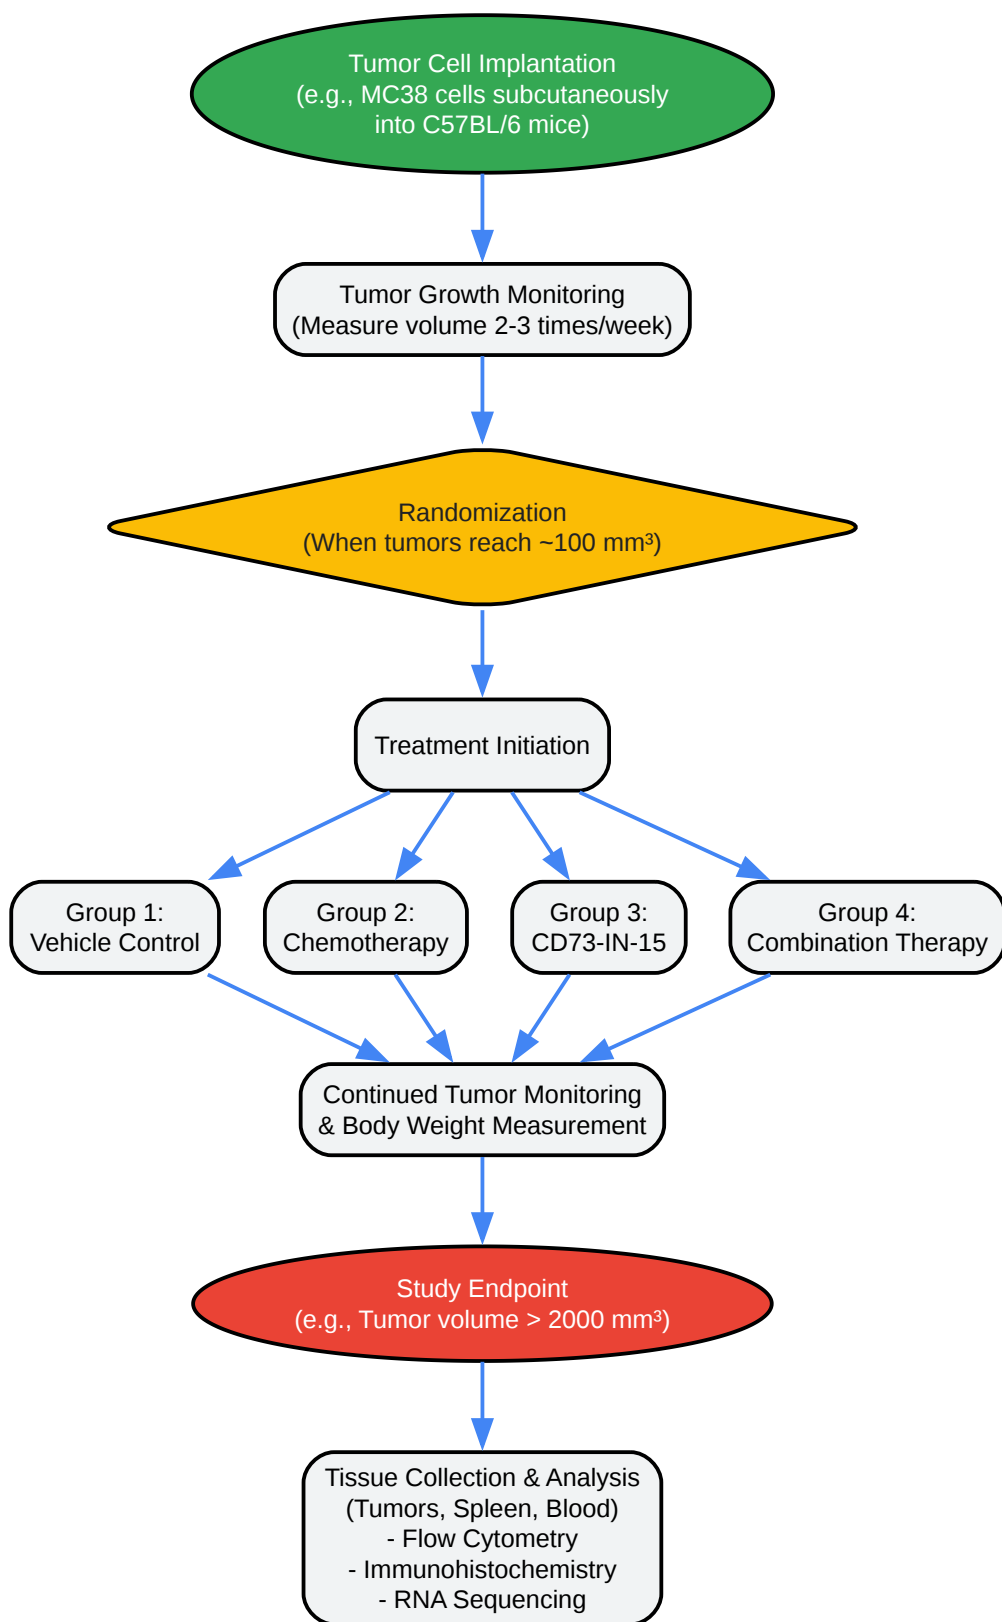 Tumor Cell Implantation
(e.g., MC38 cells subcutaneously
into C57BL/6 mice)
Tumor Growth Monitoring
(Measure volume 2-3 times/week)
Randomization
(When tumors reach ~100 mm³)
Treatment Initiation
Group 1:
Vehicle Control
Group 2:
Chemotherapy
Group 3:
CD73-IN-15
Group 4:
Combination Therapy
Continued Tumor Monitoring
& Body Weight Measurement
Study Endpoint
(e.g., Tumor volume > 2000 mm³)
Tissue Collection & Analysis
(Tumors, Spleen, Blood)
- Flow Cytometry
- Immunohistochemistry
- RNA Sequencing